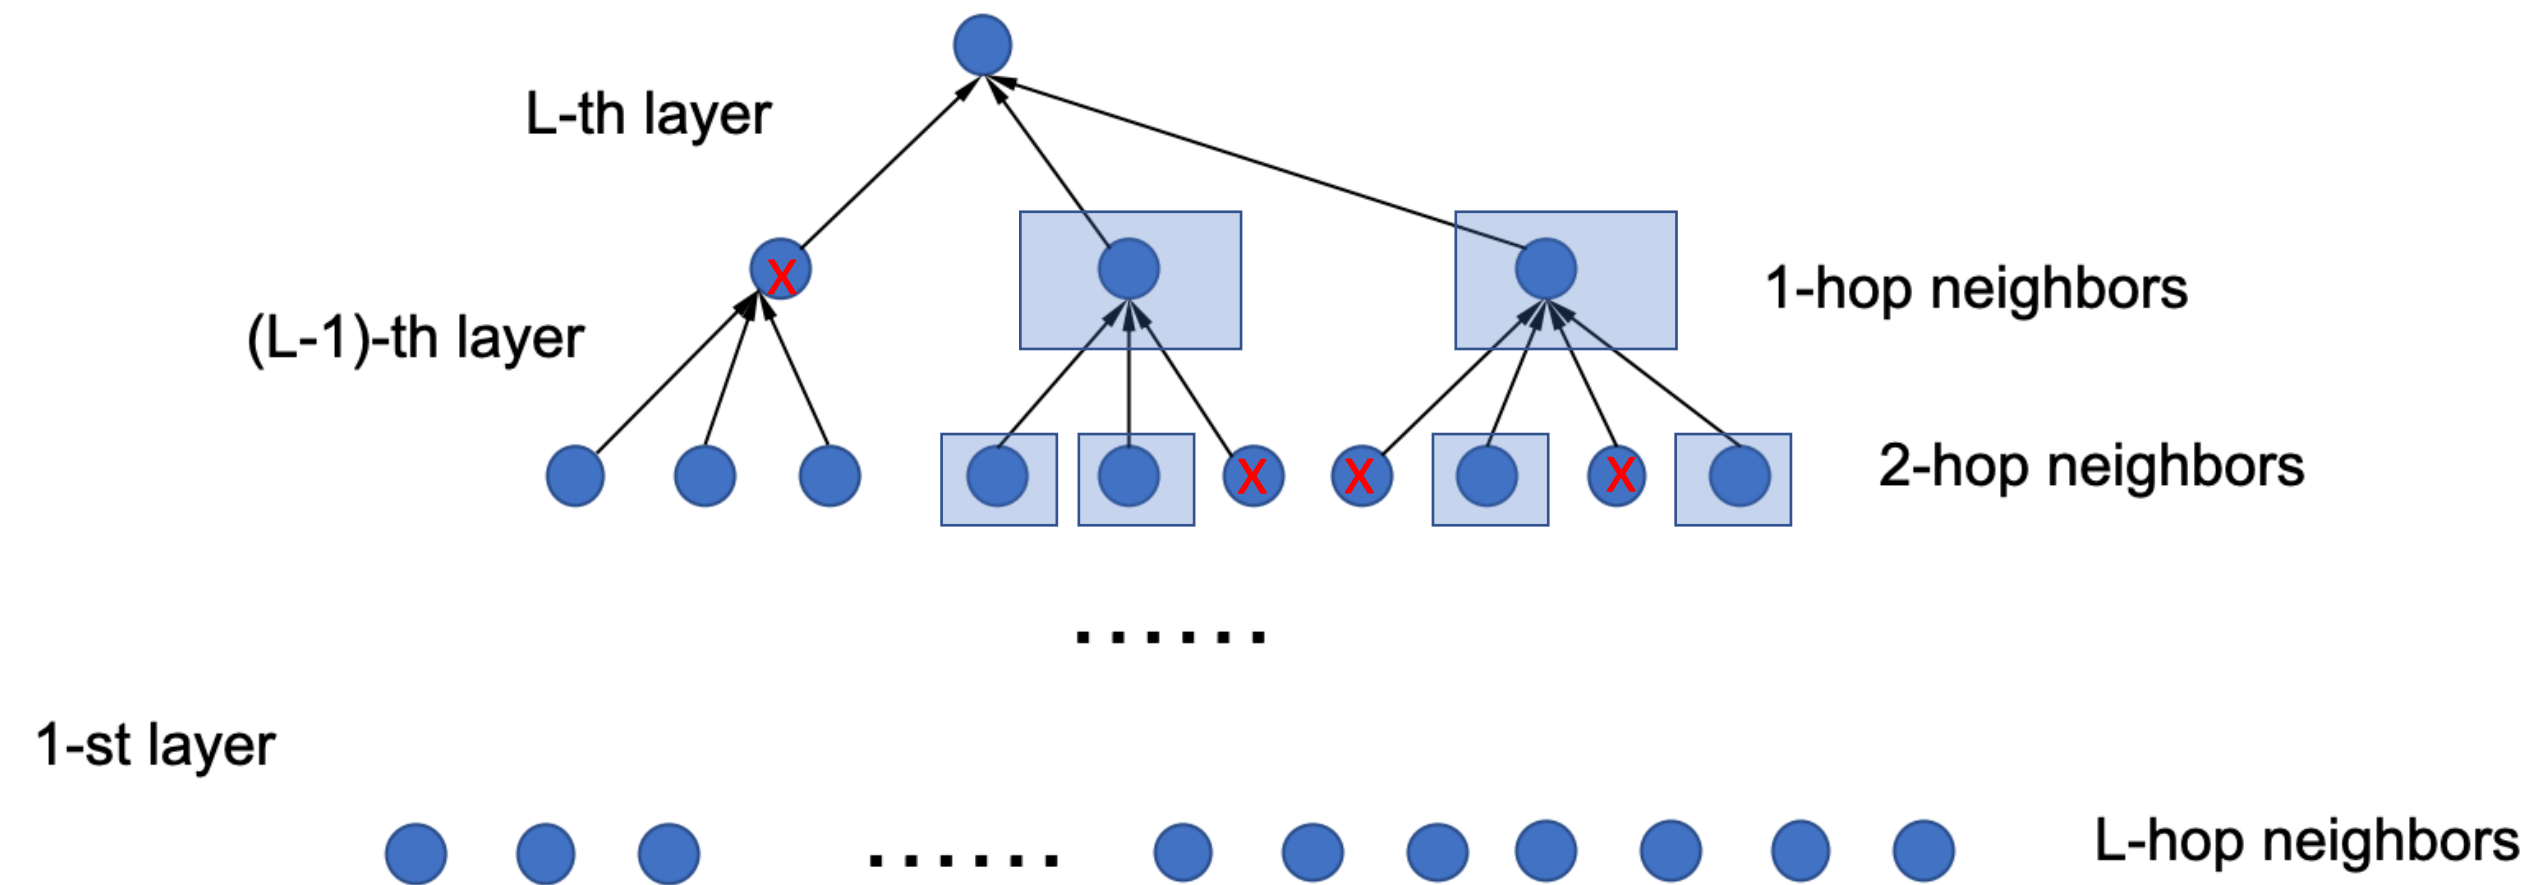 L-th layer
X
1-hop neighbors
(L-1)-th layer
X X X
2-hop neighbors
......
1-st layer
......
L-hop neighbors